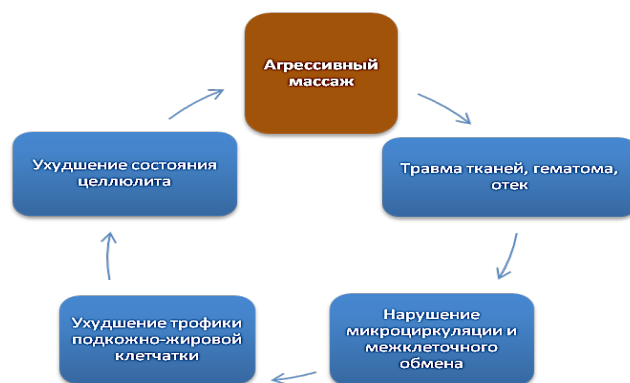 Агрессивный
массаж
Травма тканей, гематома,
отек
Нарушение
микроциркуляции и
межклеточного
обмена
Ухудшение трофики
подкожно-жировой
клетчатки
Ухудшение состояния
целлюлита